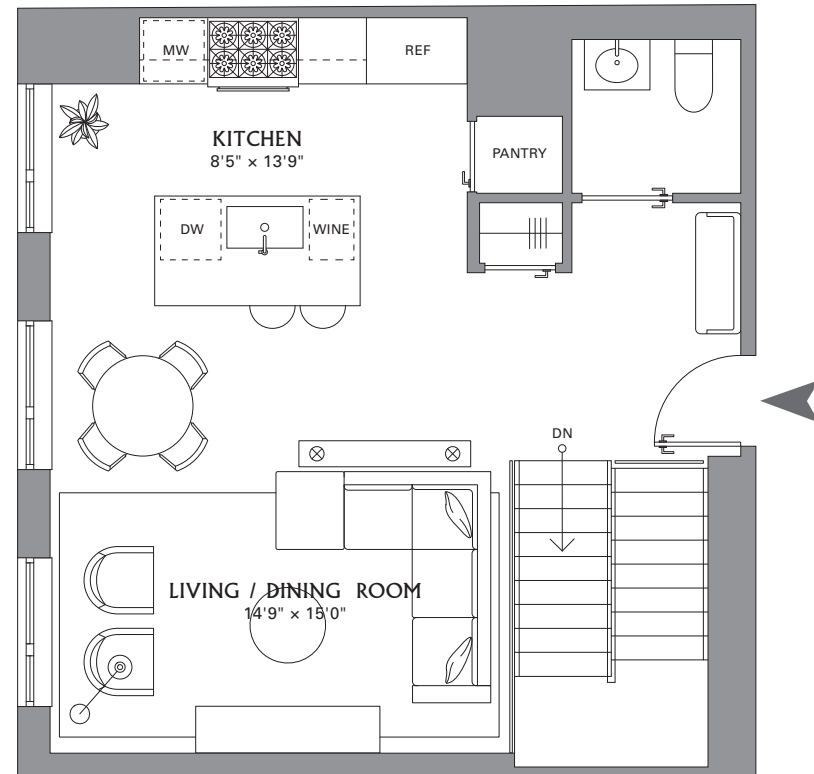 MW
REF
KITCHEN
8'5" × 13'9"
PANTRY
DW
WINE
DN
LIVING / DINING ROOM
14'9" × 15'0"